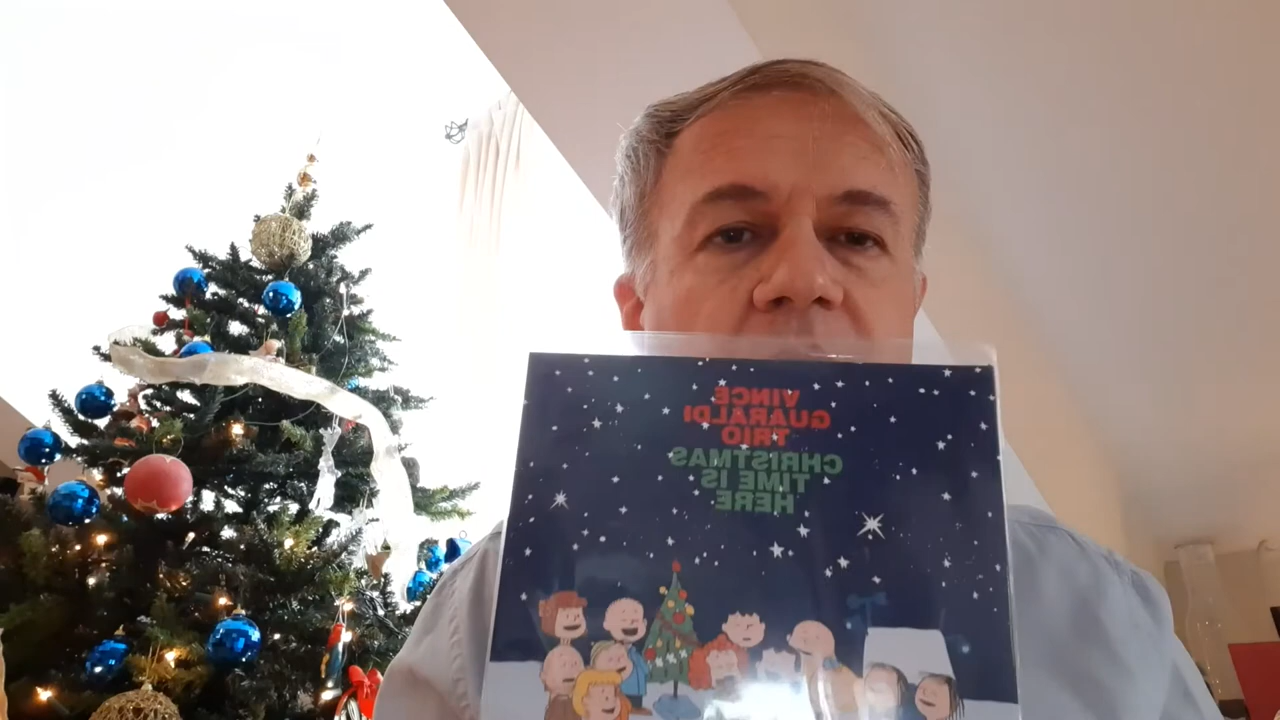 VINCE
GUARALDI
TRIO
CHRISTMAS
TIME IS
HERE